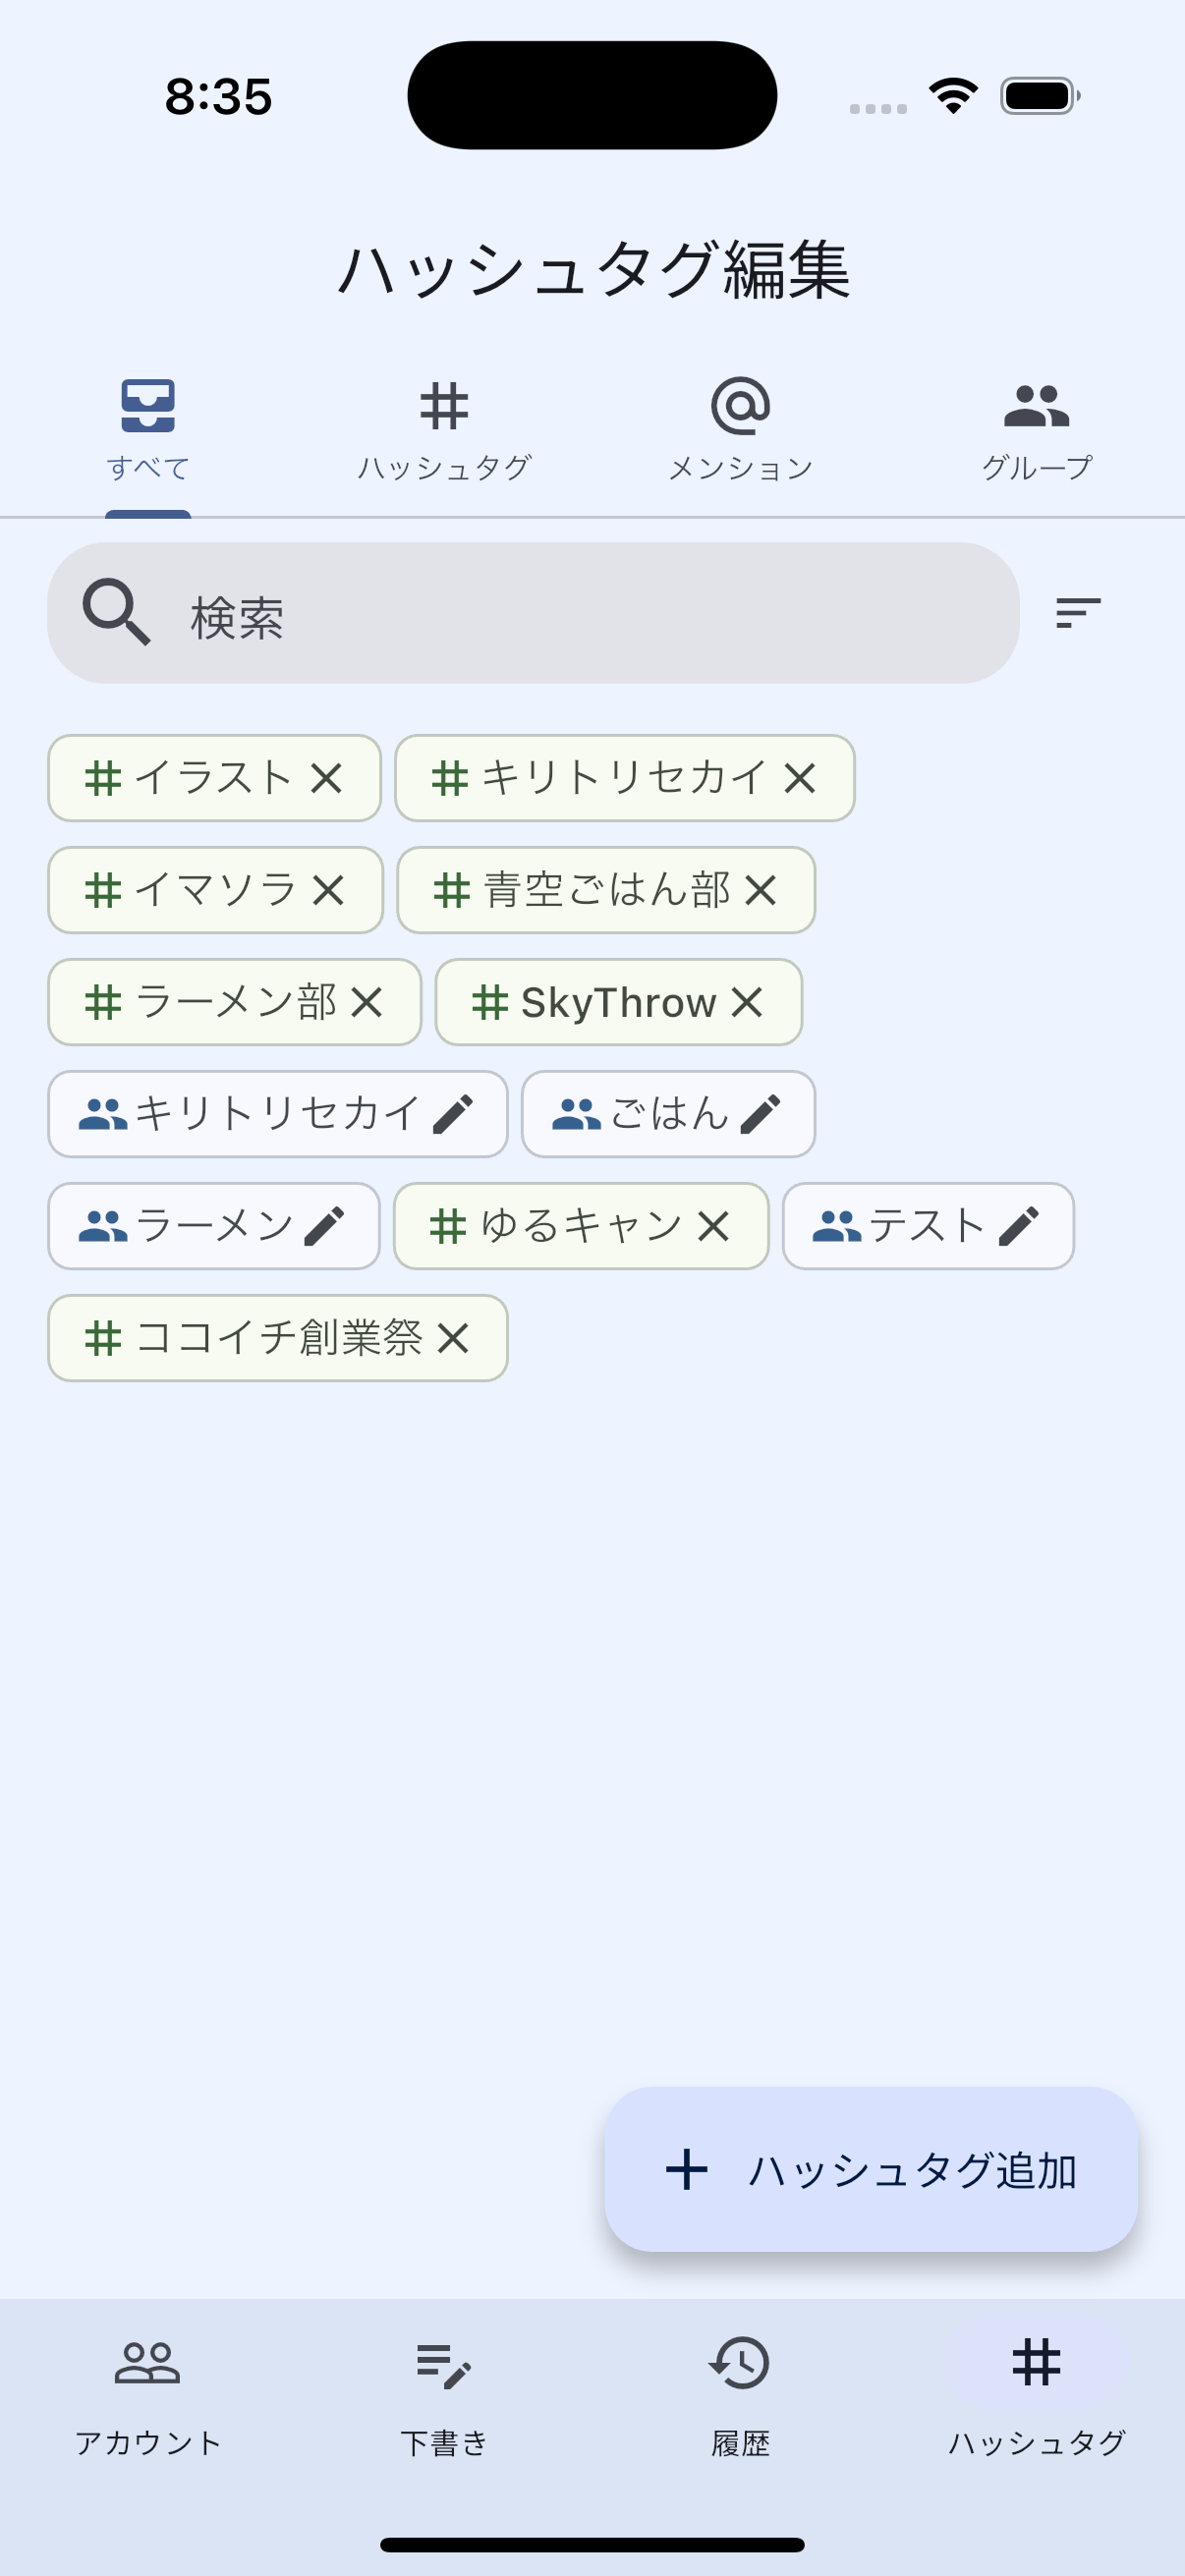 8:35
ハッシュタグ編集
すべて ハッシュタグ メンション グループ
検索
# イラスト # キリトリセカイ
# イマソラ # 青空ごはん部
# ラーメン部 # SkyThrow
キリトリセカイ ごはん
ラーメン # ゆるキャン テスト
# ココイチ創業祭
+ ハッシュタグ追加
アカウント 下書き 履歴 ハッシュタグ